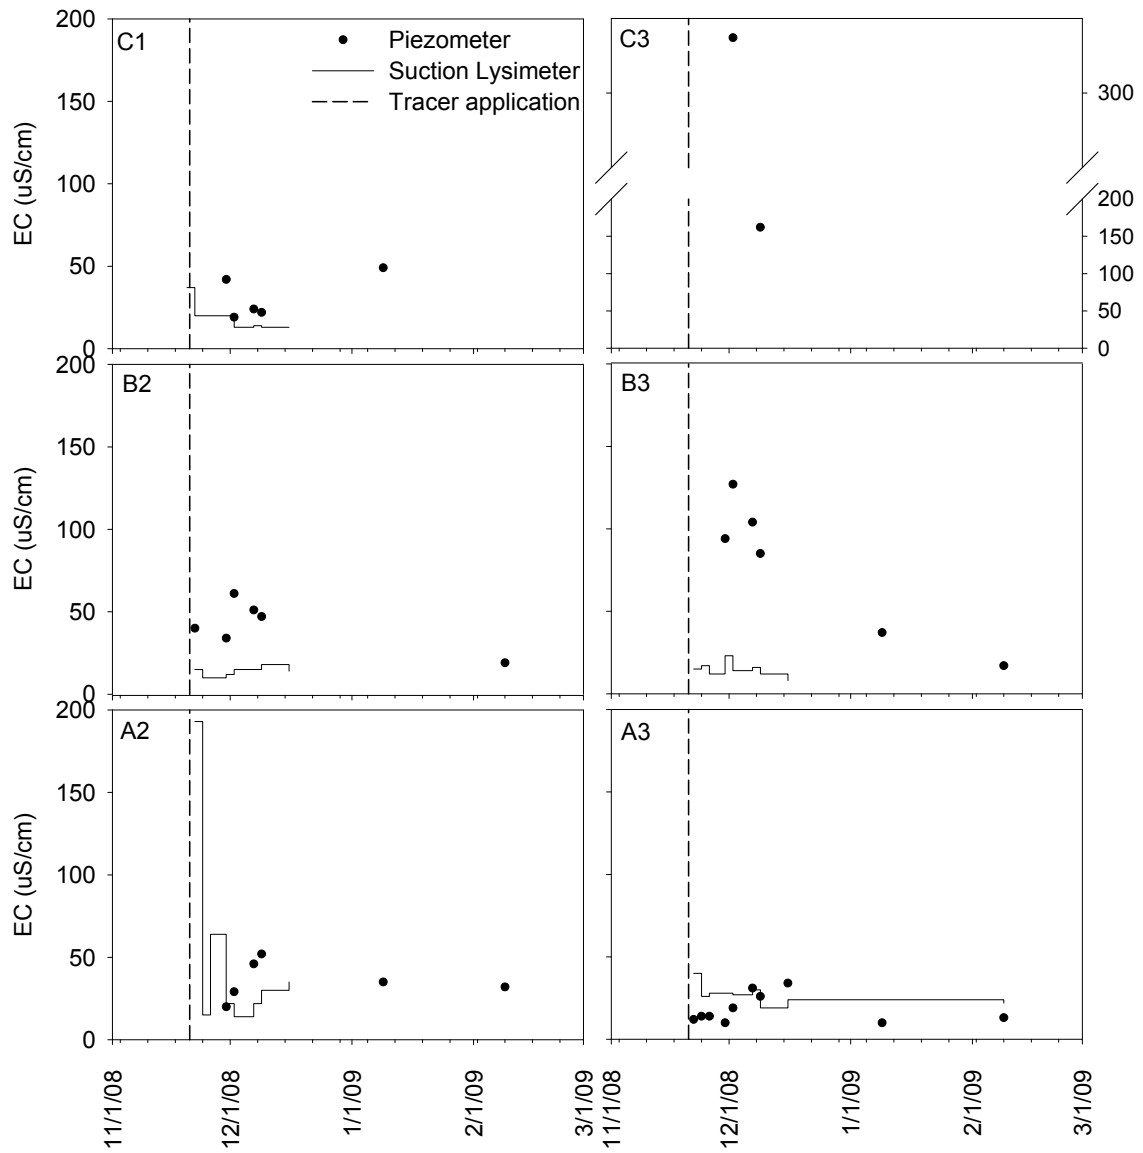 C1
Piezometer
Suction Lysimeter
Tracer application
EC (uS/cm)
200
150
100
50
0
C3
300
200
150
100
50
0
B2
EC (uS/cm)
200
150
100
50
0
B3
A2
EC (uS/cm)
200
150
100
50
0
A3
11/1/08
12/1/08
1/1/09
2/1/09
3/1/09
11/1/08
12/1/08
1/1/09
2/1/09
3/1/09